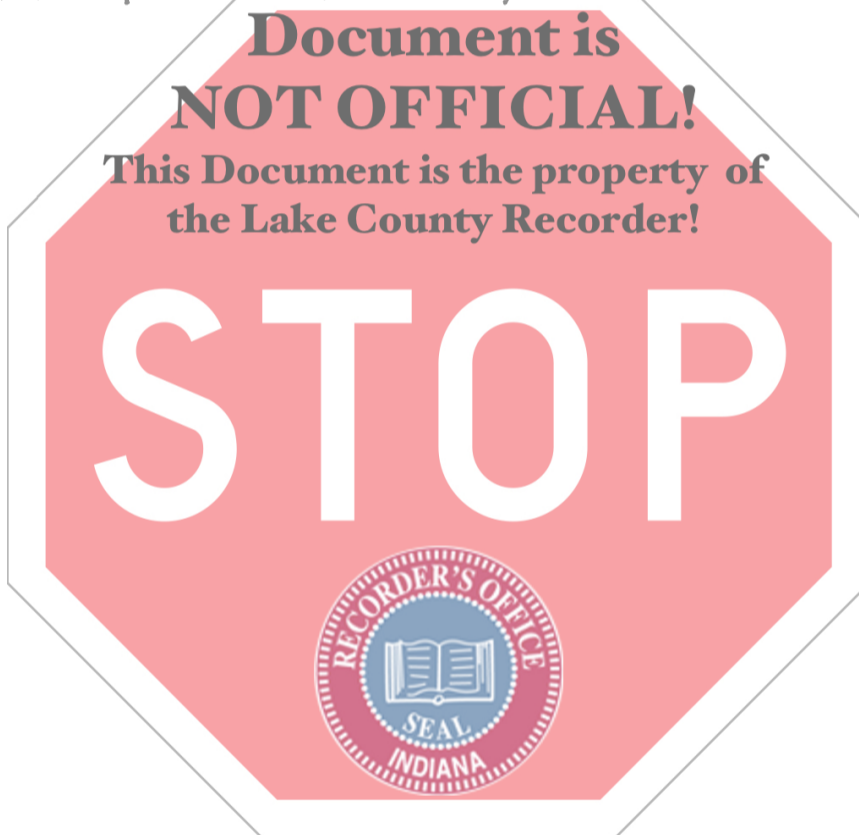 Document is
NOT OFFICIAL!
This Document is the property of
the Lake County Recorder!
STOP
RECORDER'S OFFICE
SEAL
INDIANA